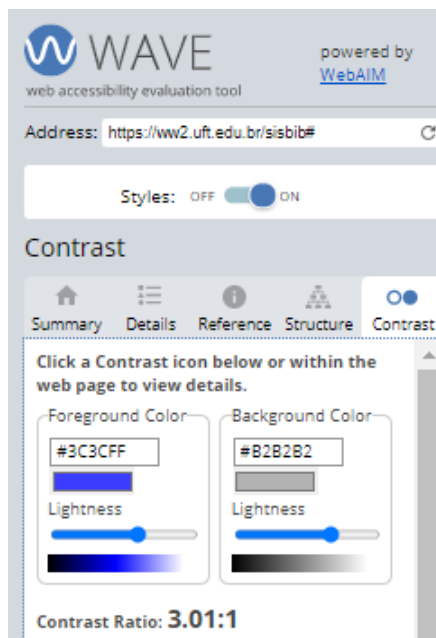 WAVE
powered by
WebAIM
web accessibility evaluation tool
Address: https://ww2.uft.edu.br/sisbib#
Styles: OFF ON
Contrast
Summary Details Reference Structure Contrast
Click a Contrast icon below or within the
web page to view details.
Foreground Color
#3C3CFF
Lightness
Background Color
#B2B2B2
Lightness
Contrast Ratio: 3.01:1